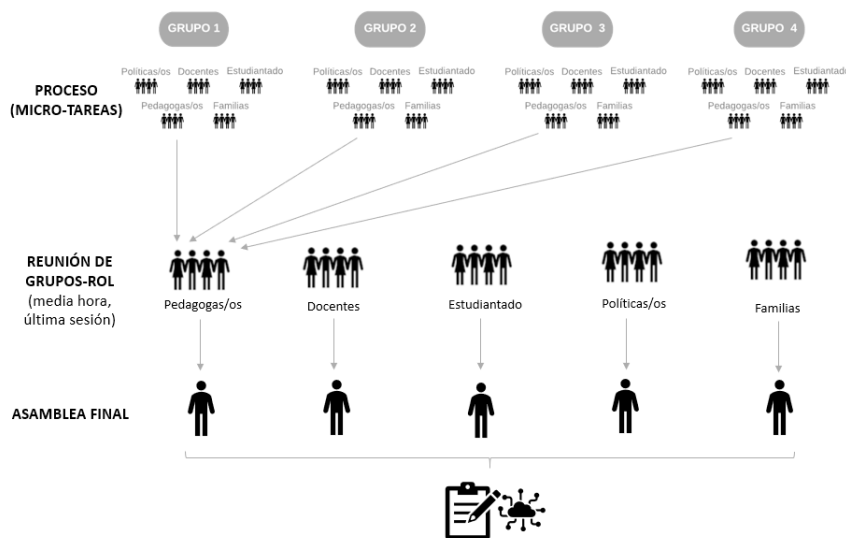 GRUPO 1
GRUPO 2
GRUPO 3
GRUPO 4
Políticas/os Docentes Estudiantado
Políticas/os Docentes Estudiantado
Políticas/os Docentes Estudiantado
Políticas/os Docentes Estudiantado
PROCESO
(MICRO-TAREAS)
Pedagogas/os Familias
Pedagogas/os Familias
Pedagogas/os Familias
Pedagogas/os Familias
REUNIÓN DE
GRUPOS-ROL
(media hora,
última sesión)
Pedagogas/os
Docentes
Estudiantado
Políticas/os
Familias
ASAMBLEA FINAL